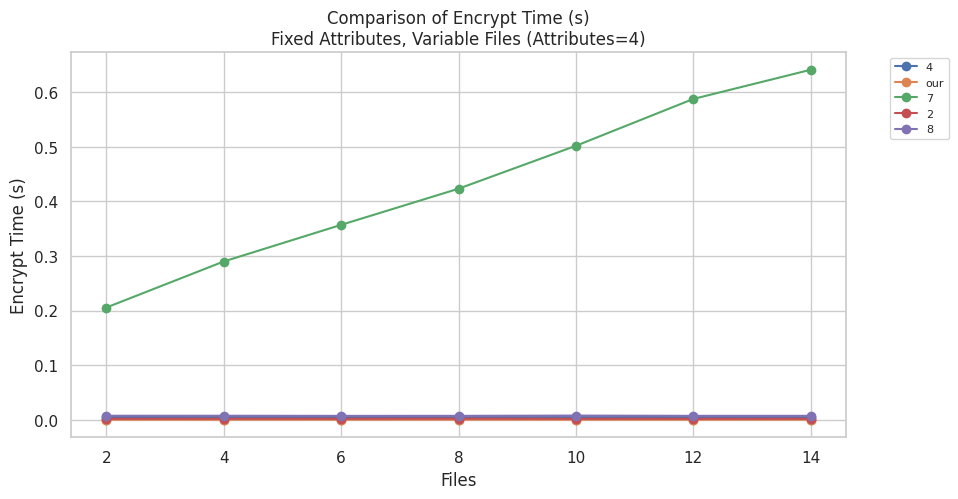 Comparison of Encrypt Time (s)
Fixed Attributes, Variable Files (Attributes=4)
Encrypt Time (s)
0.6
0.5
0.4
0.3
0.2
0.1
0.0
2 4 6 8 10 12 14
Files
4
our
7
2
8